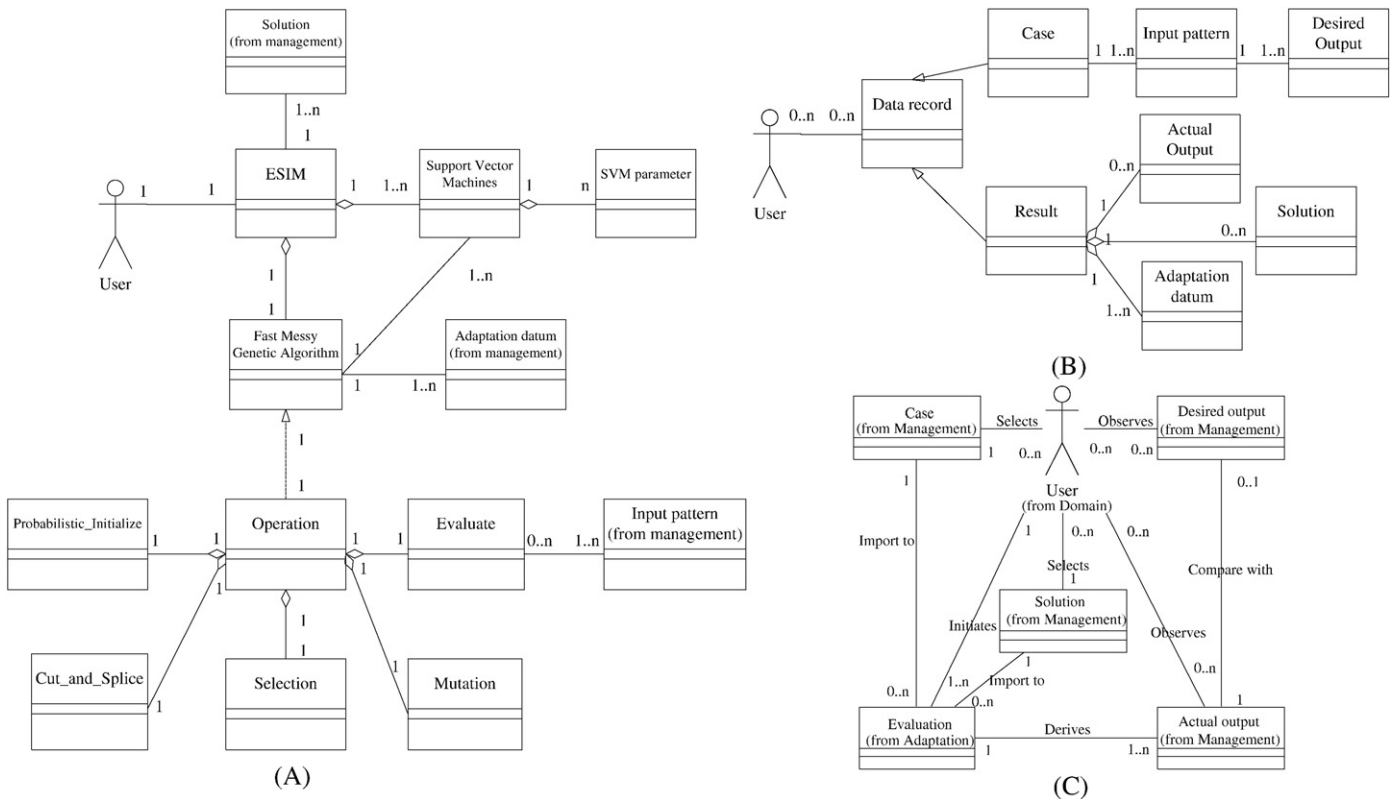 Solution
(from management)
1..n
1
ESIM
1
1
User
1
1..n
Support Vector
Machines
1
n
SVM parameter
1
1
1..n
1
Fast Messy
Genetic Algorithm
1
1..n
Adaptation datum
(from management)
1
1
Probabilistic_Initialize
1
1
Operation
1
1
Evaluate
0..n
1..n
Input pattern
(from management)
1
1
Cut_and_Splice
1
1
1
Selection
1
Mutation
(A)
Case
1
1..n
Input pattern
1
1..n
Desired
Output
User
0..n
0..n
Data record
Actual
Output
0..n
1
Result
1
0..n
Solution
1
1..n
Adaptation
datum
(B)
Case
(from Management)
Selects
1
0..n
User
(from Domain)
Observes
0..n
0..n
Desired output
(from Management)
1
Import to
0..n
1
Initiates
1..n
0..n
Selects
1
Solution
(from Management)
1
Import to
0..n
0..n
Observes
0..n
0..1
Compare with
1
Evaluation
(from Adaptation)
1
Derives
1..n
Actual output
(from Management)
(C)